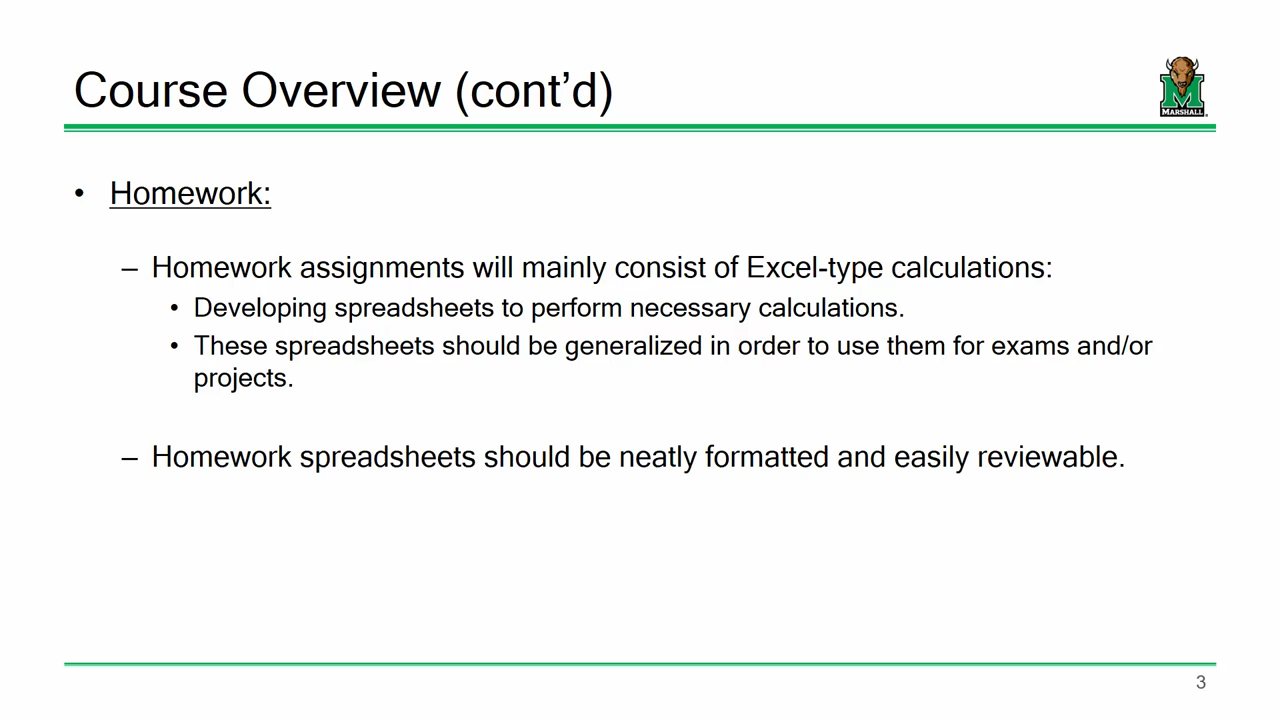 Course Overview (cont’d)
MARSHALL
• Homework:
– Homework assignments will mainly consist of Excel-type calculations:
• Developing spreadsheets to perform necessary calculations.
• These spreadsheets should be generalized in order to use them for exams and/or
projects.
– Homework spreadsheets should be neatly formatted and easily reviewable.
3